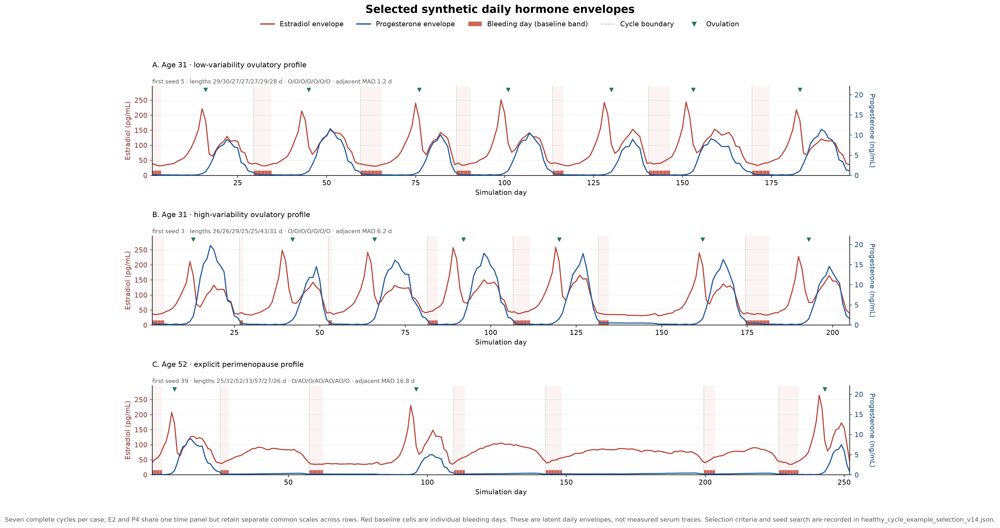 Selected synthetic daily hormone envelopes
Estradiol envelope Progesterone envelope Bleeding day (baseline band) Cycle boundary Ovulation
A. Age 31 · low-variability ovulatory profile
first seed 5 · lengths 29/30/27/27/27/29/28 d · O/O/O/O/O/O/O · adjacent MAD 1.2 d
Estradiol (pg/mL)
250
200
150
100
50
0
20
15
10
5
0
Progesterone (ng/mL)
25 50 75 100 125 150 175
Simulation day
B. Age 31 · high-variability ovulatory profile
first seed 3 · lengths 26/26/29/25/25/43/31 d · O/O/O/O/O/O/O · adjacent MAD 6.2 d
Estradiol (pg/mL)
250
200
150
100
50
0
20
15
10
5
0
Progesterone (ng/mL)
25 50 75 100 125 150 175 200
Simulation day
C. Age 52 · explicit perimenopause profile
first seed 39 · lengths 25/32/52/33/57/27/26 d · O/AO/O/AO/AO/AO/O · adjacent MAD 16.8 d
Estradiol (pg/mL)
250
200
150
100
50
0
20
15
10
5
0
Progesterone (ng/mL)
50 100 150 200 250
Simulation day
Seven complete cycles per case; E2 and P4 share one time panel but retain separate common scales across rows. Red baseline cells are individual bleeding days. These are latent daily envelopes, not measured serum traces. Selection criteria and seed search are recorded in healthy_cycle_example_selection_v14.json.